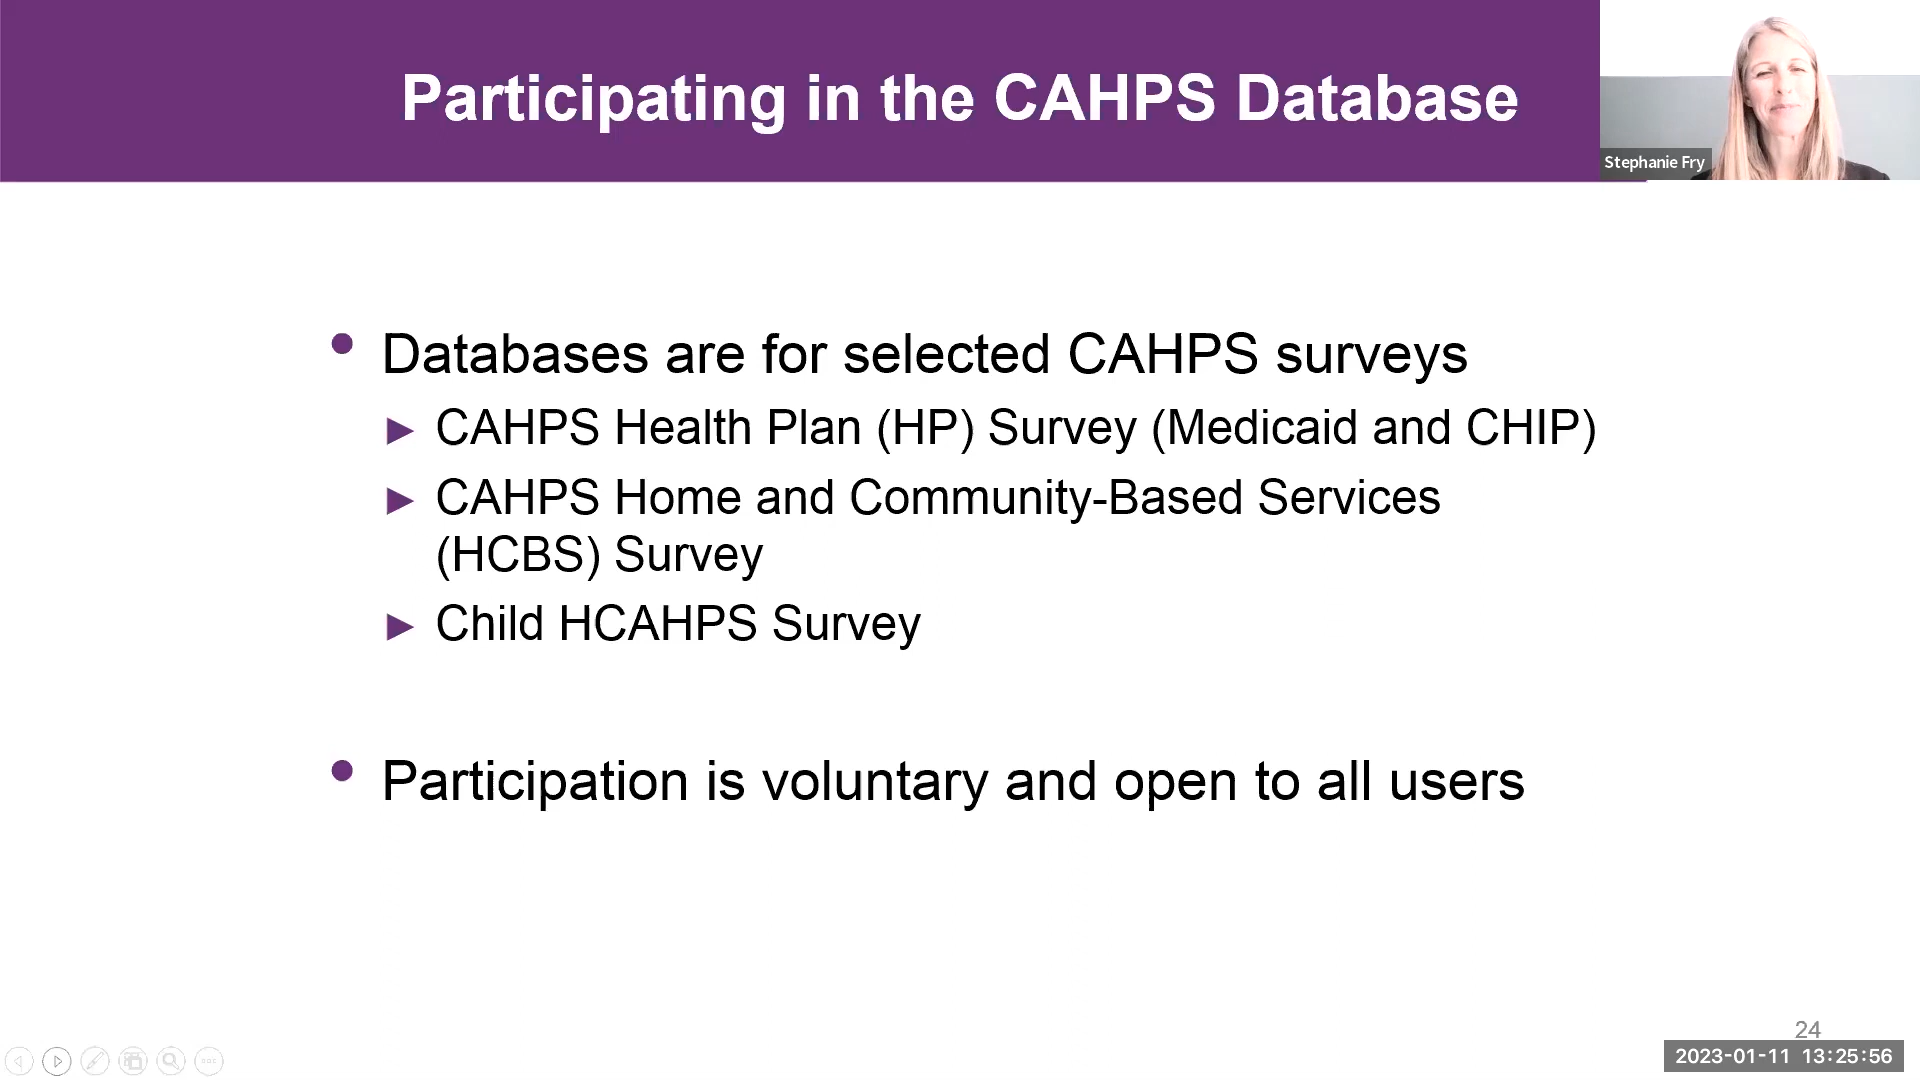 Participating in the CAHPS Database
Stephanie Fry
• Databases are for selected CAHPS surveys
► CAHPS Health Plan (HP) Survey (Medicaid and CHIP)
► CAHPS Home and Community-Based Services
(HCBS) Survey
► Child HCAHPS Survey
• Participation is voluntary and open to all users
24
2023-01-11 13:25:56